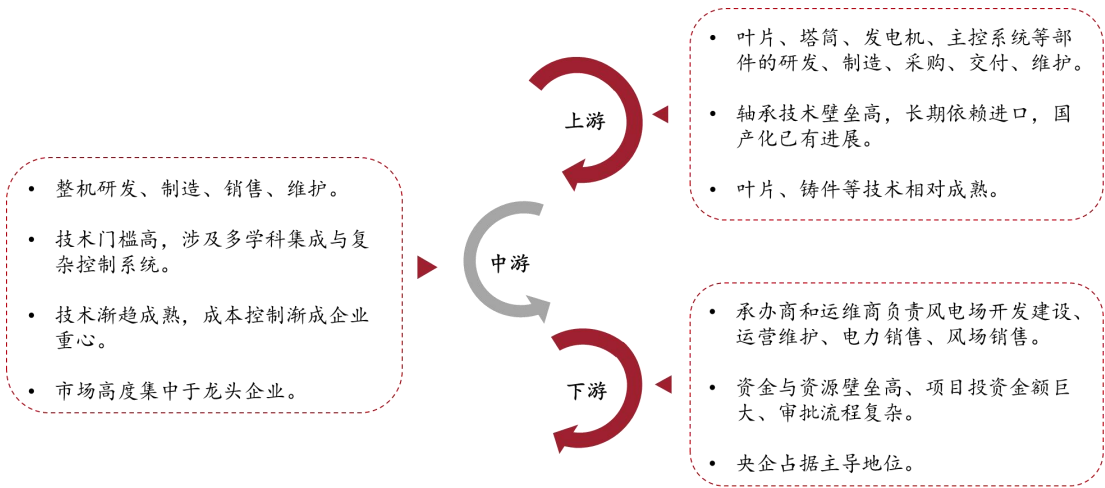 上游
• 叶片、塔筒、发电机、主控系统等部
件的研发、制造、采购、交付、维护。
• 轴承技术壁垒高，长期依赖进口，国
产化已有进展。
• 叶片、铸件等技术相对成熟。
中游
• 整机研发、制造、销售、维护。
• 技术门槛高，涉及多学科集成与复
杂控制系统。
• 技术渐趋成熟，成本控制渐成企业
重心。
• 市场高度集中于龙头企业。
下游
• 承办商和运维商负责风电场开发建设、
运营维护、电力销售、风场销售。
• 资金与资源壁垒高、项目投资金额巨
大、审批流程复杂。
• 央企占据主导地位。